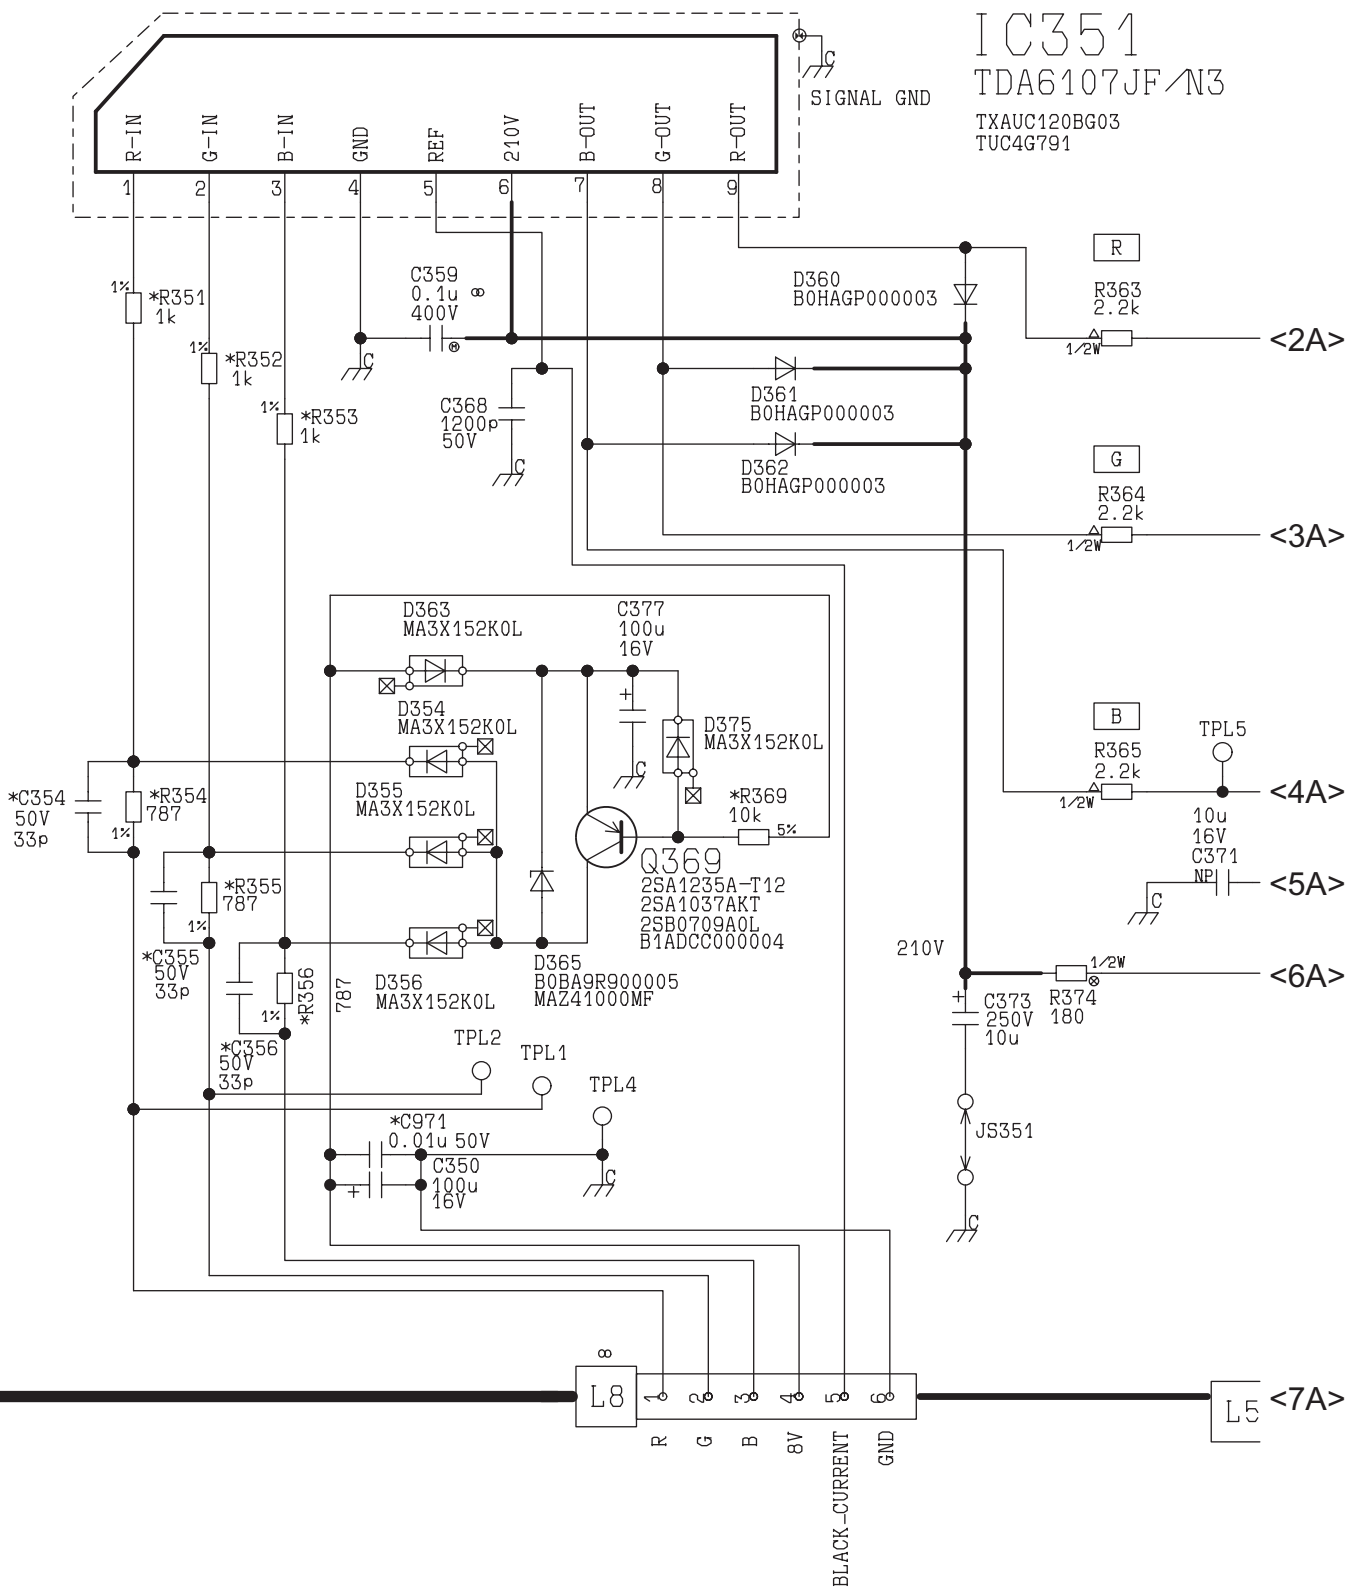 IC351
TDA6107JF/N3
TXAUC120BG03
TUC4G791
C
SIGNAL GND
R-IN
G-IN
B-IN
GND
REF
210V
B-OUT
G-OUT
R-OUT
1
2
3
4
5
6
7
8
9
1%
*R351
1k
1%
*R352
1k
1%
*R353
1k
C359
0.1u
400V
C
C368
1200p
50V
C
D360
B0HAGP000003
D361
B0HAGP000003
D362
B0HAGP000003
R
R363
2.2k
1/2W
<2A>
G
R364
2.2k
1/2W
<3A>
D363
MA3X152K0L
C377
100u
16V
+
C
D354
MA3X152K0L
D375
MA3X152K0L
B
R365
2.2k
1/2W
TPL5
<4A>
*C354
50V
33p
*R354
787
1%
D355
MA3X152K0L
*R369
10k
5%
10u
16V
C371
NP
C
<5A>
Q369
2SA1235A-T12
2SA1037AKT
2SB0709A0L
B1ADCC000004
*R355
787
1%
*C355
50V
33p
D356
MA3X152K0L
D365
B0BA9R900005
MAZ41000MF
210V
1/2W
R374
180
<6A>
+
C373
250V
10u
1%
*R356
787
*C356
50V
33p
TPL2
TPL1
TPL4
*C971
0.01u 50V
C350
100u
16V
+
C
JS351
C
L8
1
2
3
4
5
6
L5
<7A>
R
G
B
8V
BLACK_CURRENT
GND